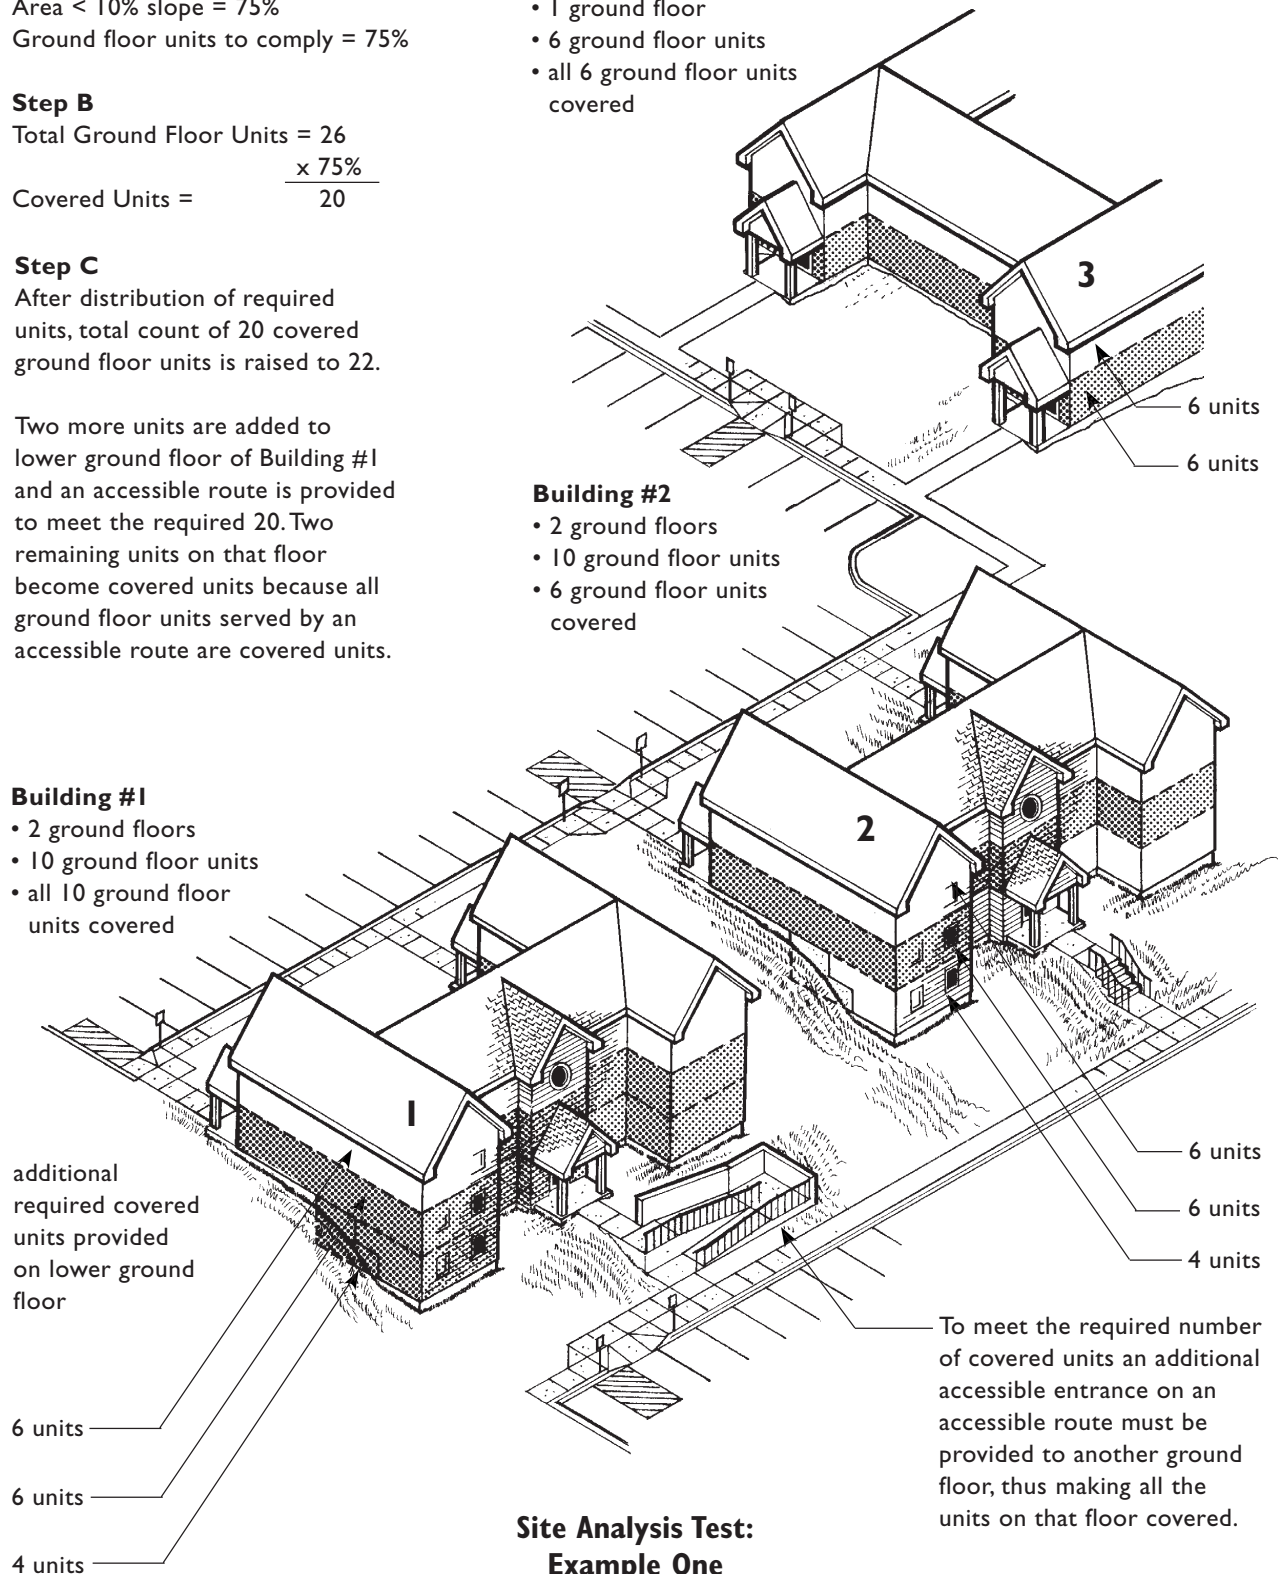 Area < 10% slope = 75%
Ground floor units to comply = 75%
Step B
Total Ground Floor Units = 26
x 75%
Covered Units = 20
Step C
After distribution of required
units, total count of 20 covered
ground floor units is raised to 22.
Two more units are added to
lower ground floor of Building #1
and an accessible route is provided
to meet the required 20. Two
remaining units on that floor
become covered units because all
ground floor units served by an
accessible route are covered units.
• 1 ground floor
• 6 ground floor units
• all 6 ground floor units
covered
3
6 units
6 units
Building #2
• 2 ground floors
• 10 ground floor units
• 6 ground floor units
covered
2
6 units
6 units
4 units
Building #1
• 2 ground floors
• 10 ground floor units
• all 10 ground floor
units covered
1
additional
required covered
units provided
on lower ground
floor
6 units
6 units
4 units
To meet the required number
of covered units an additional
accessible entrance on an
accessible route must be
provided to another ground
floor, thus making all the
units on that floor covered.
Site Analysis Test:
Example One